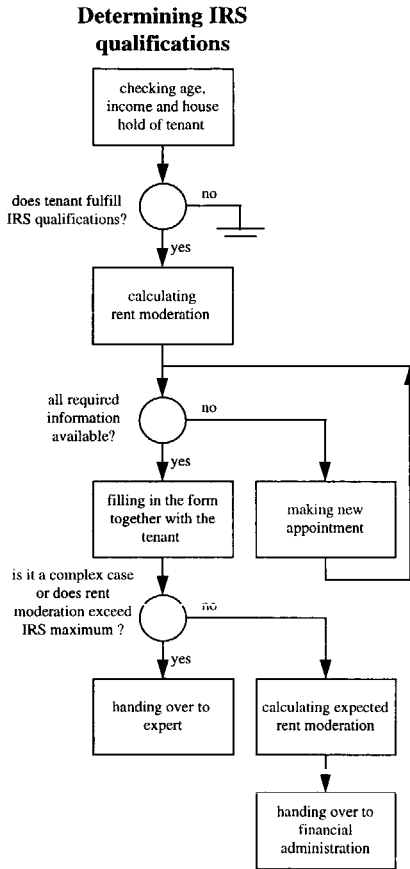 Determining IRS
qualifications
checking age,
income and house
hold of tenant
does tenant fulfill
IRS qualifications?
no
yes
calculating
rent moderation
all required
information
available?
no
yes
filling in the form
together with the
tenant
making new
appointment
is it a complex case
or does rent
moderation exceed
IRS maximum ?
no
yes
handing over to
expert
calculating expected
rent moderation
handing over to
financial
administration